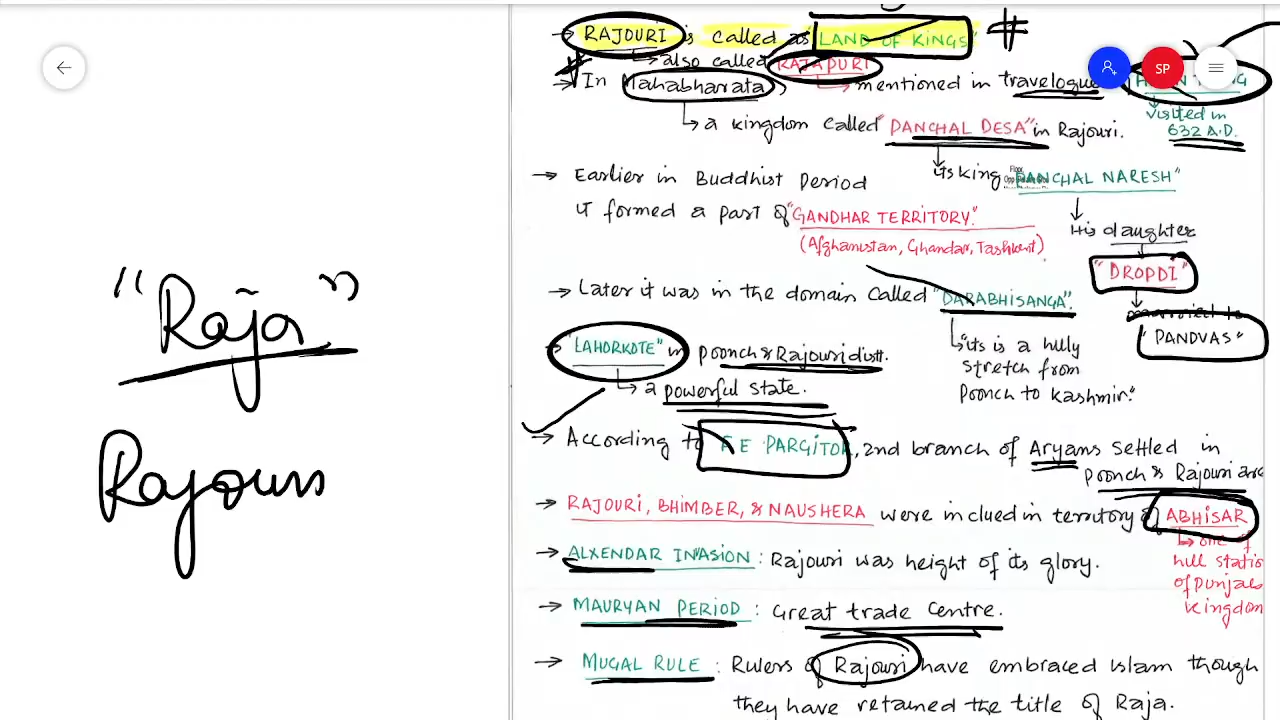 "Raja"
Rajouri
→ RAJOURI is called as "LAND OF KINGS"
↳ also called RAJAPURI
→ In Mahabharata, ↳ mentioned in travelogue
↳ visited in
632 A.D.
↳ a kingdom called "PANCHAL DESA" in Rajouri.
its king "PANCHAL NARESH"
His daughter
"DROPDI"
married to
"PANDVAS"
→ Earlier in Buddhist Period
it formed a part of "GANDHAR TERRITORY."
(Afghanistan, Ghandar, Tashkent).
→ Later it was in the domain called "DARABHISANGA".
↳ "its is a hilly
stretch from
Poonch to Kashmir."
→ "LAHORKOTE" in Poonch & Rajouri distt.
↳ a powerful state.
→ According to F E PARGITOR, 2nd branch of Aryans settled in
Poonch & Rajouri are
→ RAJOURI, BHIMBER, & NAUSHERA were inclued in territory of ABHISAR
↳ one of
hill statio
of Punjab
kingdom
→ ALXENDAR INVASION : Rajouri was height of its glory.
→ MAURYAN PERIOD : Great trade Centre.
→ MUGAL RULE : Rulers of Rajouri have embraced islam though
they have retained the title of Raja.
SP